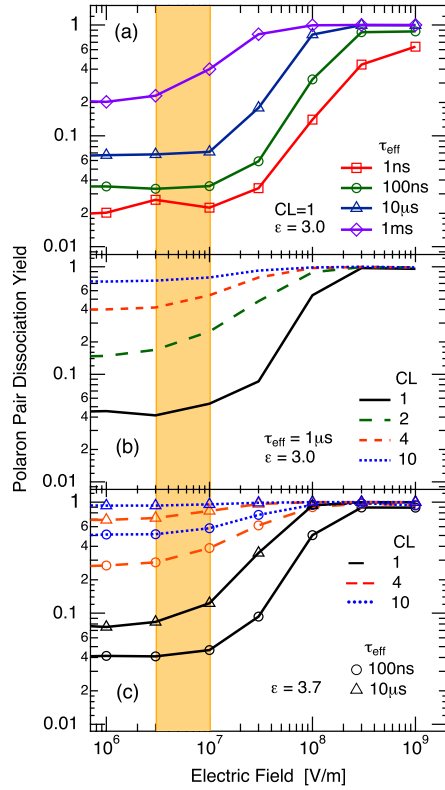 Polaron Pair Dissociation Yield
(a)
1
6
4
2
0.1
6
4
2
0.01
τeff
1ns
100ns
10μs
1ms
CL=1
ε = 3.0
(b)
1
6
4
2
0.1
6
4
2
0.01
CL
1
2
4
10
τeff = 1μs
ε = 3.0
(c)
1
6
4
2
0.1
6
4
2
0.01
CL
1
4
10
τeff
100ns
10μs
ε = 3.7
10⁶ 10⁷ 10⁸ 10⁹
Electric Field [V/m]